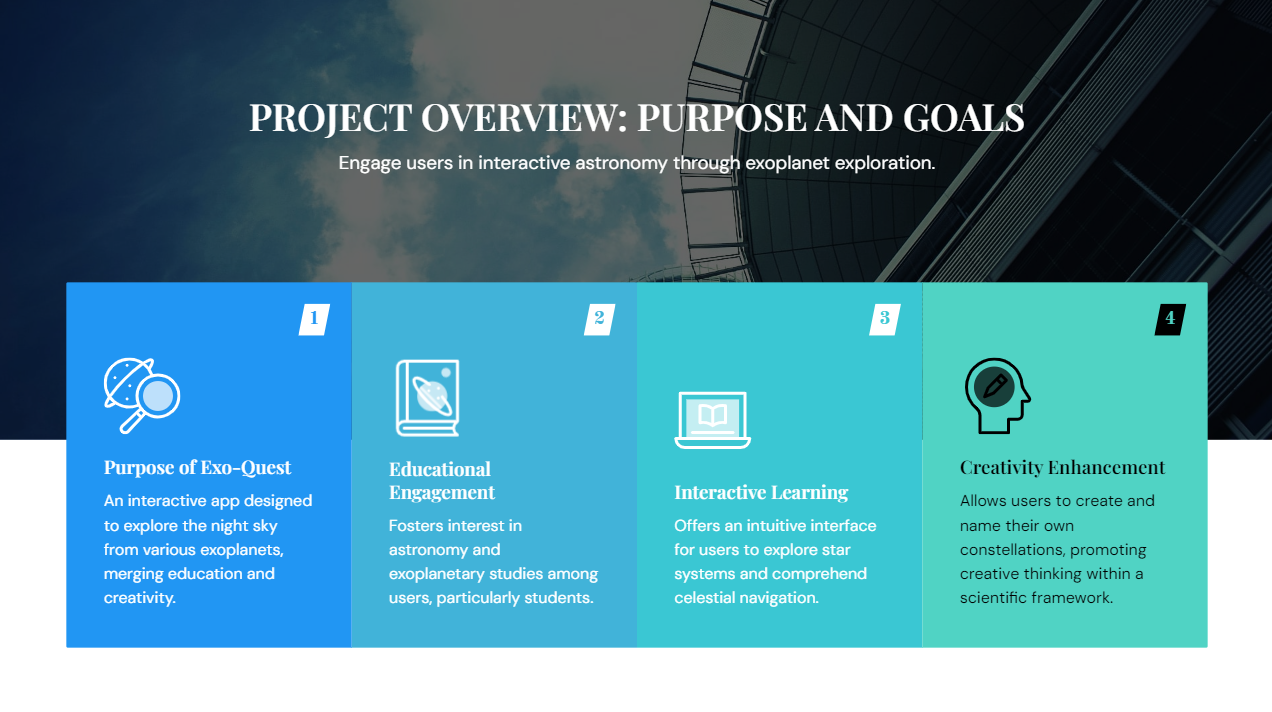 PROJECT OVERVIEW: PURPOSE AND GOALS
Engage users in interactive astronomy through exoplanet exploration.
1
Purpose of Exo-Quest
An interactive app designed
to explore the night sky
from various exoplanets,
merging education and
creativity.
2
Educational
Engagement
Fosters interest in
astronomy and
exoplanetary studies among
users, particularly students.
3
Interactive Learning
Offers an intuitive interface
for users to explore star
systems and comprehend
celestial navigation.
4
Creativity Enhancement
Allows users to create and
name their own
constellations, promoting
creative thinking within a
scientific framework.